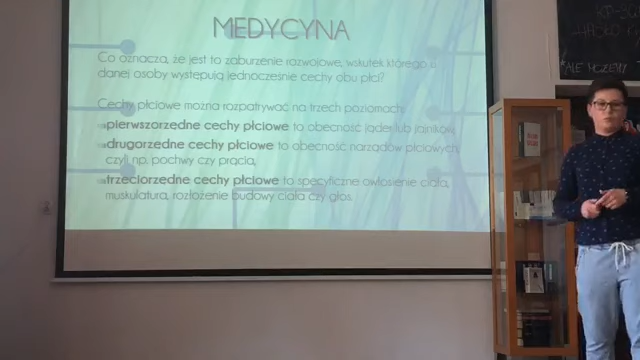 MEDYCYNA
Co oznacza, że jest to zaburzenie rozwojowe, wskutek którego u
danej osoby występują jednocześnie cechy obu płci?
Cechy płciowe można rozpatrywać na trzech poziomach:
pierwszorzędne cechy płciowe to obecność jąder lub jajników,
drugorzędne cechy płciowe to obecność narządów płciowych,
czyli np. pochwy czy prącia,
trzeciorzędne cechy płciowe to specyficzne owłosienie ciała,
muskulatura, rozłożenie budowy ciała czy głos.
ALE MOŻEMY